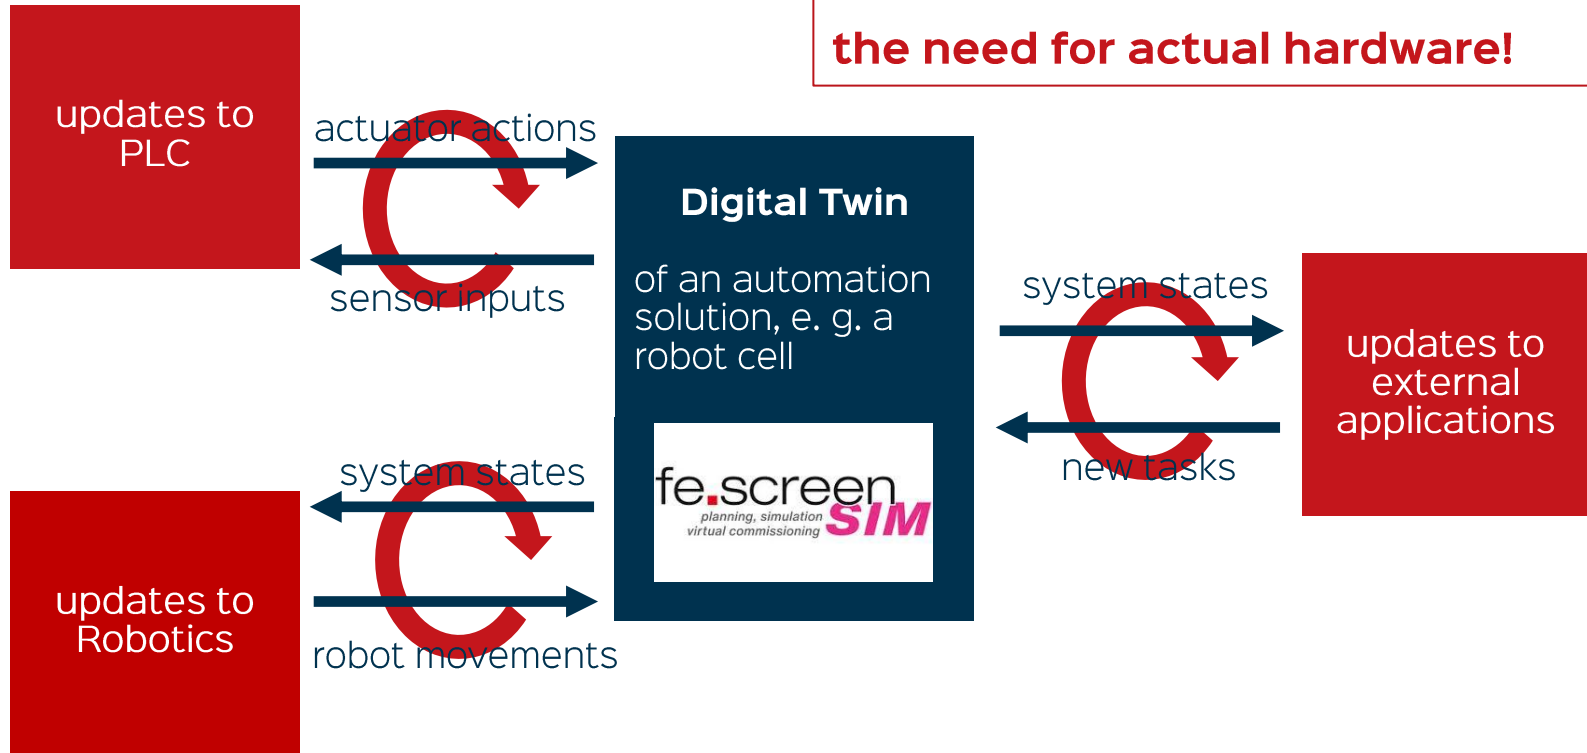 the need for actual hardware!
updates to
PLC
actuator actions
sensor inputs
Digital Twin
of an automation
solution, e. g. a
robot cell
fe.screen
planning, simulation
virtual commissioning
SIM
system states
new tasks
updates to
external
applications
updates to
Robotics
system states
robot movements